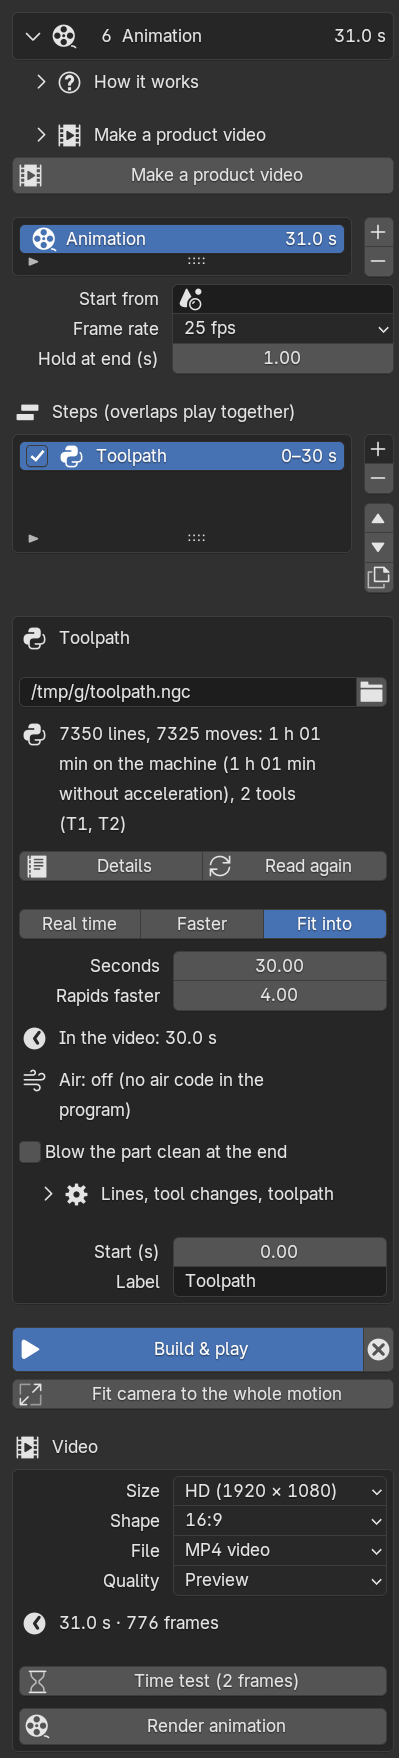 6 Animation 31.0 s
How it works
Make a product video
Make a product video
Animation 31.0 s
Start from
Frame rate 25 fps
Hold at end (s) 1.00
Steps (overlaps play together)
Toolpath 0–30 s
Toolpath
/tmp/g/toolpath.ngc
7350 lines, 7325 moves: 1 h 01
min on the machine (1 h 01 min
without acceleration), 2 tools
(T1, T2)
Details Read again
Real time Faster Fit into
Seconds 30.00
Rapids faster 4.00
In the video: 30.0 s
Air: off (no air code in the
program)
Blow the part clean at the end
Lines, tool changes, toolpath
Start (s) 0.00
Label Toolpath
Build & play
Fit camera to the whole motion
Video
Size HD (1920 × 1080)
Shape 16:9
File MP4 video
Quality Preview
31.0 s · 776 frames
Time test (2 frames)
Render animation